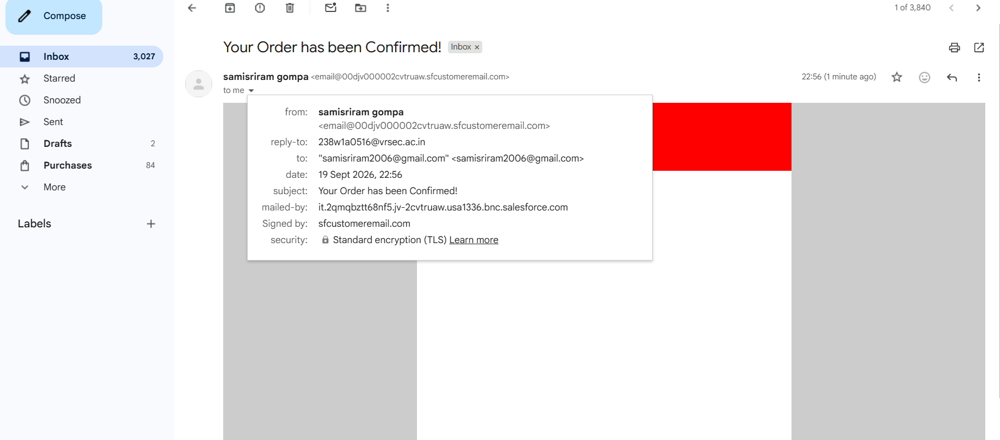 1 of 3,840
Compose
Your Order has been Confirmed! Inbox ×
Inbox 3,027
samisriram gompa <email@00djv000002cvtruaw.sfcustomeremail.com> 22:56 (1 minute ago)
Starred
to me
Snoozed
Sent
Drafts 2
Purchases 84
More
Labels
from: samisriram gompa
<email@00djv000002cvtruaw.sfcustomeremail.com>
reply-to: 238w1a0516@vrsec.ac.in
to: "samisriram2006@gmail.com" <samisriram2006@gmail.com>
date: 19 Sept 2026, 22:56
subject: Your Order has been Confirmed!
mailed-by: it.2qmqbztt68nf5.jv-2cvtruaw.usa1336.bnc.salesforce.com
Signed by: sfcustomeremail.com
security: Standard encryption (TLS) Learn more